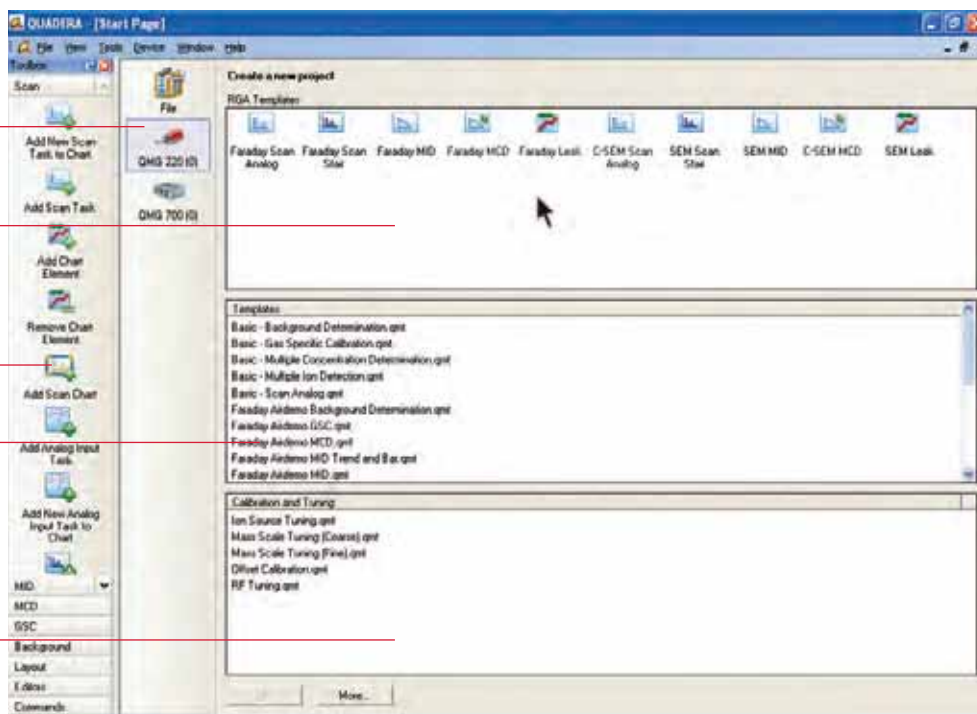 QUADERA - [Start Page]
File View Tools Device Window Help
Toolbox
Scan
Add New Scan
Task to Chart
Add Scan Task
Add Chart
Element
Remove Chart
Element
Add Scan Chart
Add Analog Input
Task
Add New Analog
Input Task to
Chart
MID
MCD
GSC
Background
Layout
Editors
Commands
File
QMG 220 (0)
QMG 700 (0)
Create a new project
RGA Templates
Faraday Scan
Analog
Faraday Scan
Stair
Faraday MID
Faraday MCD
Faraday Leak
C-SEM Scan
Analog
SEM Scan
Stair
SEM MID
C-SEM MCD
SEM Leak
Templates
Basic - Background Determination.qmt
Basic - Gas Specific Calibration.qmt
Basic - Multiple Concentration Determination.qmt
Basic - Multiple Ion Detection.qmt
Basic - Scan Analog.qmt
Faraday Airdemo Background Determination.qmt
Faraday Airdemo GSC.qmt
Faraday Airdemo MCD.qmt
Faraday Airdemo MID Trend and Bar.qmt
Faraday Airdemo MID.qmt
Calibration and Tuning
Ion Source Tuning.qmt
Mass Scale Tuning (Coarse).qmt
Mass Scale Tuning (Fine).qmt
Offset Calibration.qmt
RF Tuning.qmt
More...